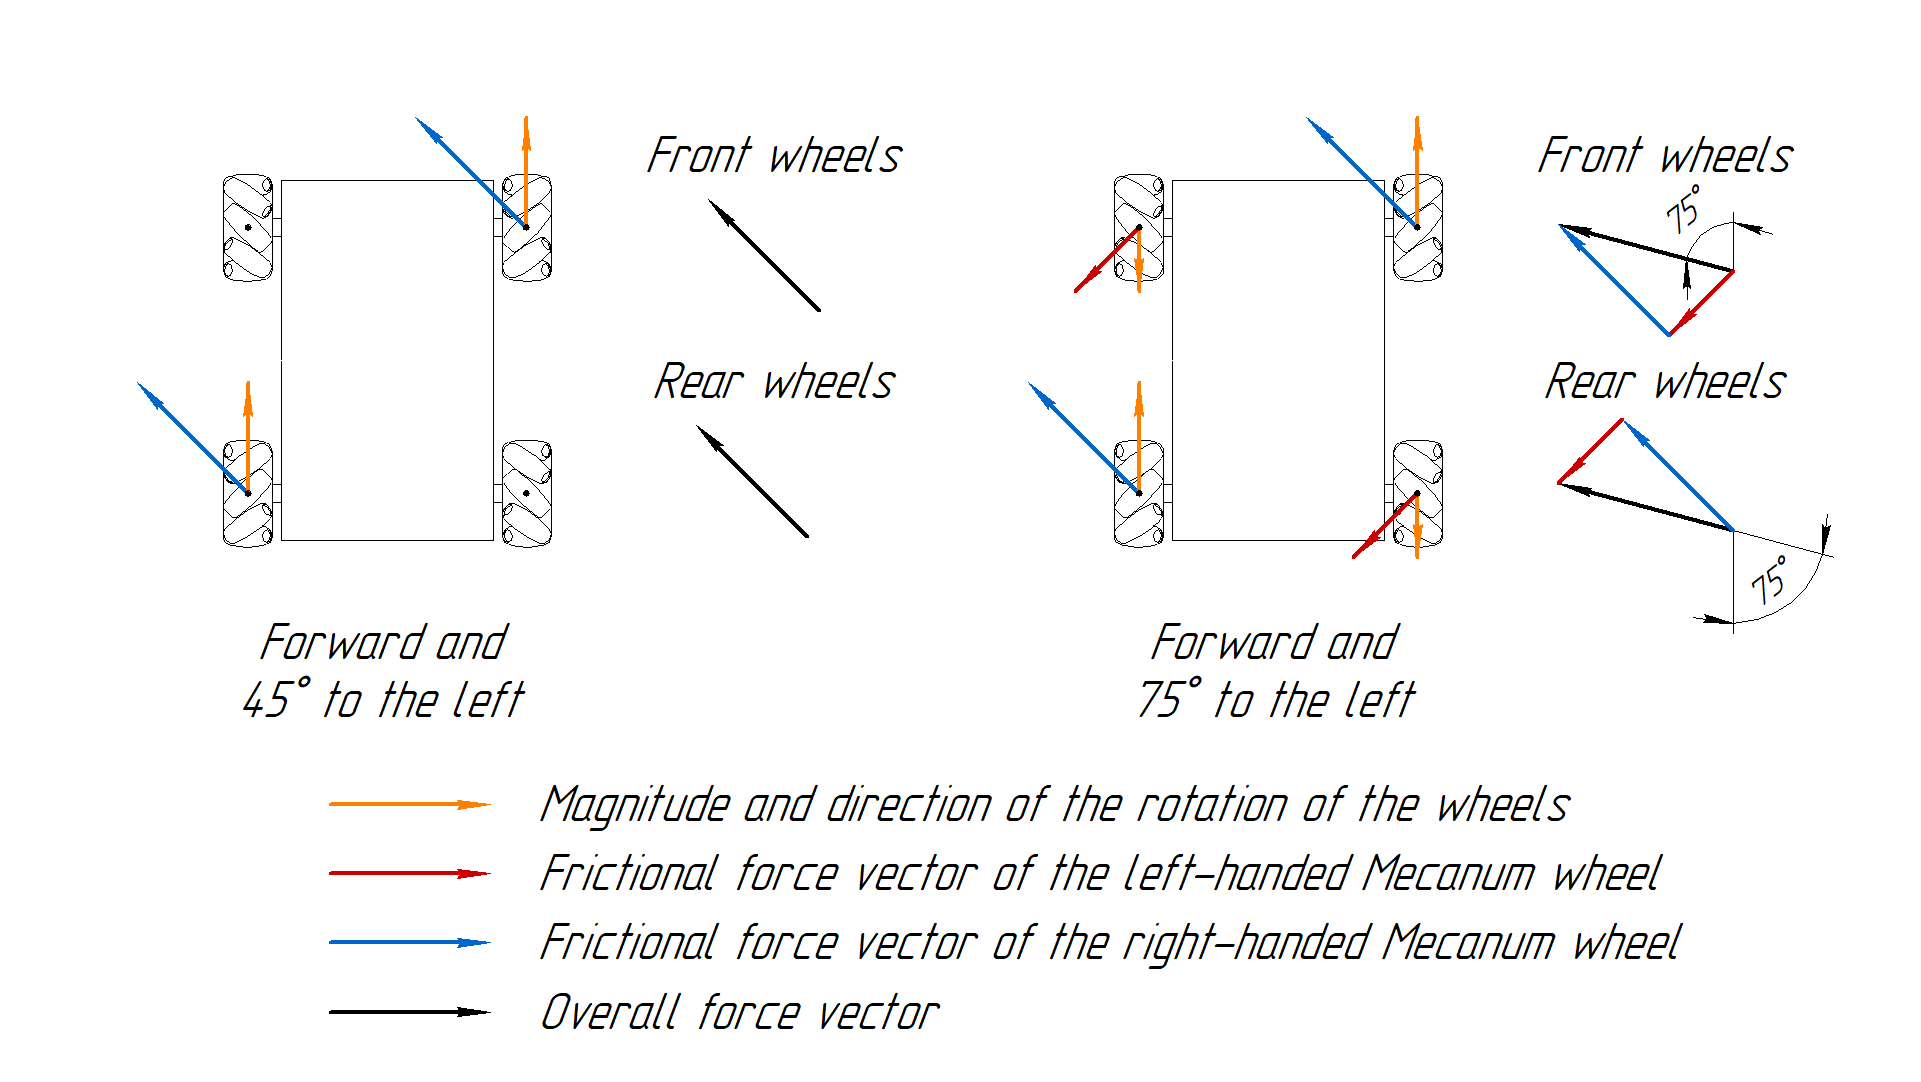 Front wheels
Rear wheels
Forward and
45° to the left
Front wheels
75°
Rear wheels
75°
Forward and
75° to the left
Magnitude and direction of the rotation of the wheels
Frictional force vector of the left-handed Mecanum wheel
Frictional force vector of the right-handed Mecanum wheel
Overall force vector